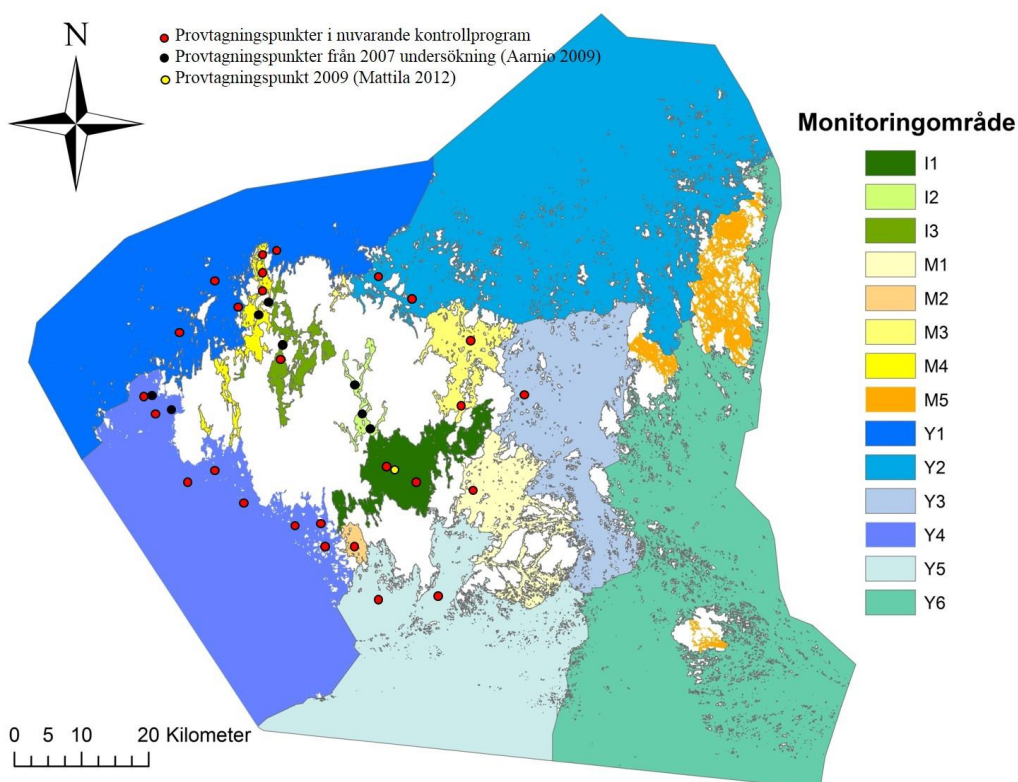 N
Provtagningspunkter i nuvarande kontrollprogram
Provtagningspunkter från 2007 undersökning (Aarnio 2009)
Provtagningspunkt 2009 (Mattila 2012)
Monitoringområde
I1
I2
I3
M1
M2
M3
M4
M5
Y1
Y2
Y3
Y4
Y5
Y6
0 5 10 20 Kilometer